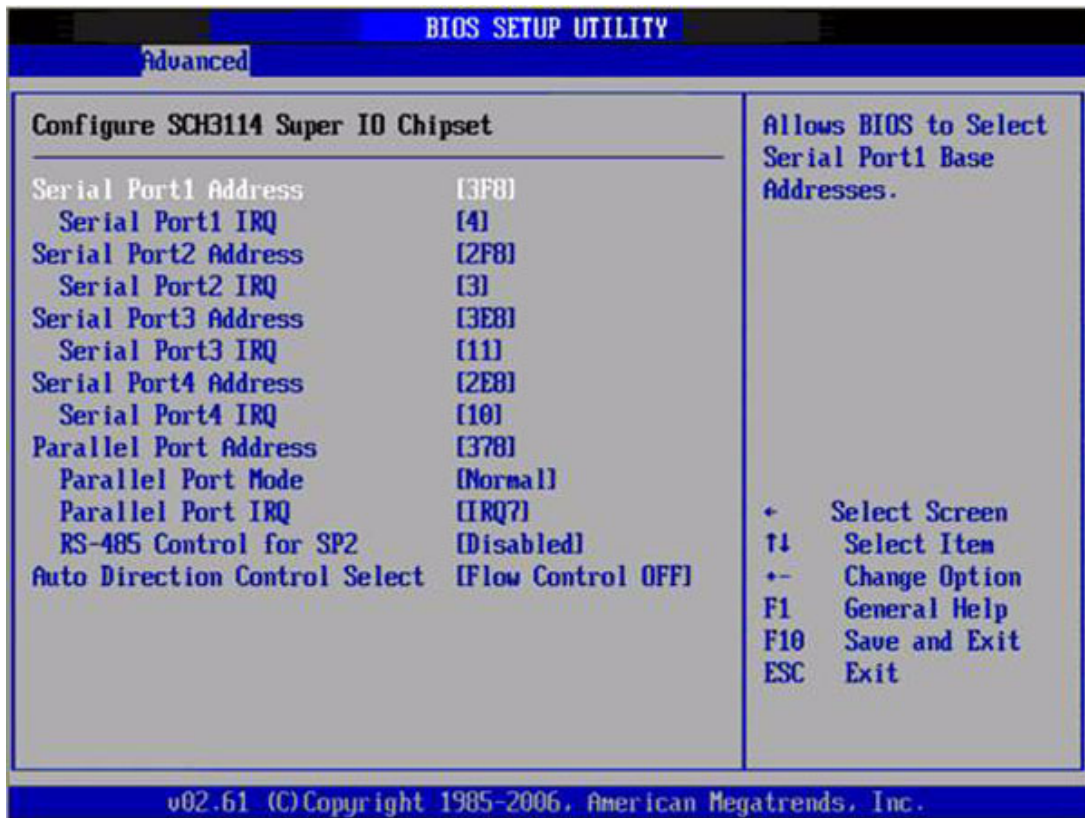 BIOS SETUP UTILITY
Advanced
Configure SCH3114 Super IO Chipset
Serial Port1 Address [3F8]
Serial Port1 IRQ [4]
Serial Port2 Address [2F8]
Serial Port2 IRQ [3]
Serial Port3 Address [3E8]
Serial Port3 IRQ [11]
Serial Port4 Address [2E8]
Serial Port4 IRQ [10]
Parallel Port Address [378]
Parallel Port Mode [Normal]
Parallel Port IRQ [IRQ7]
RS-485 Control for SP2 [Disabled]
Auto Direction Control Select [Flow Control OFF]
Allows BIOS to Select
Serial Port1 Base
Addresses.
← Select Screen
↑↓ Select Item
+- Change Option
F1 General Help
F10 Save and Exit
ESC Exit
v02.61 (C)Copyright 1985-2006, American Megatrends, Inc.